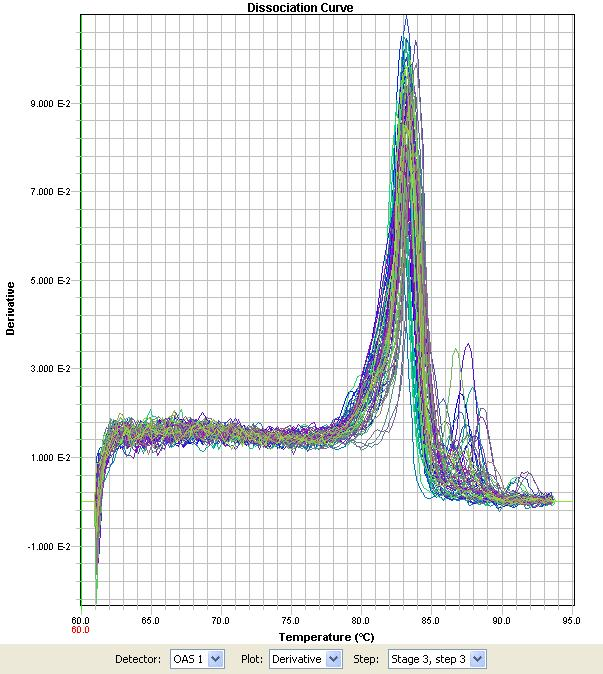 Dissociation Curve
9.000 E-2
7.000 E-2
5.000 E-2
3.000 E-2
1.000 E-2
-1.000 E-2
Derivative
60.0 65.0 70.0 75.0 80.0 85.0 90.0 95.0
60.0
Temperature (°C)
Detector: OAS 1 Plot: Derivative Step: Stage 3, step 3